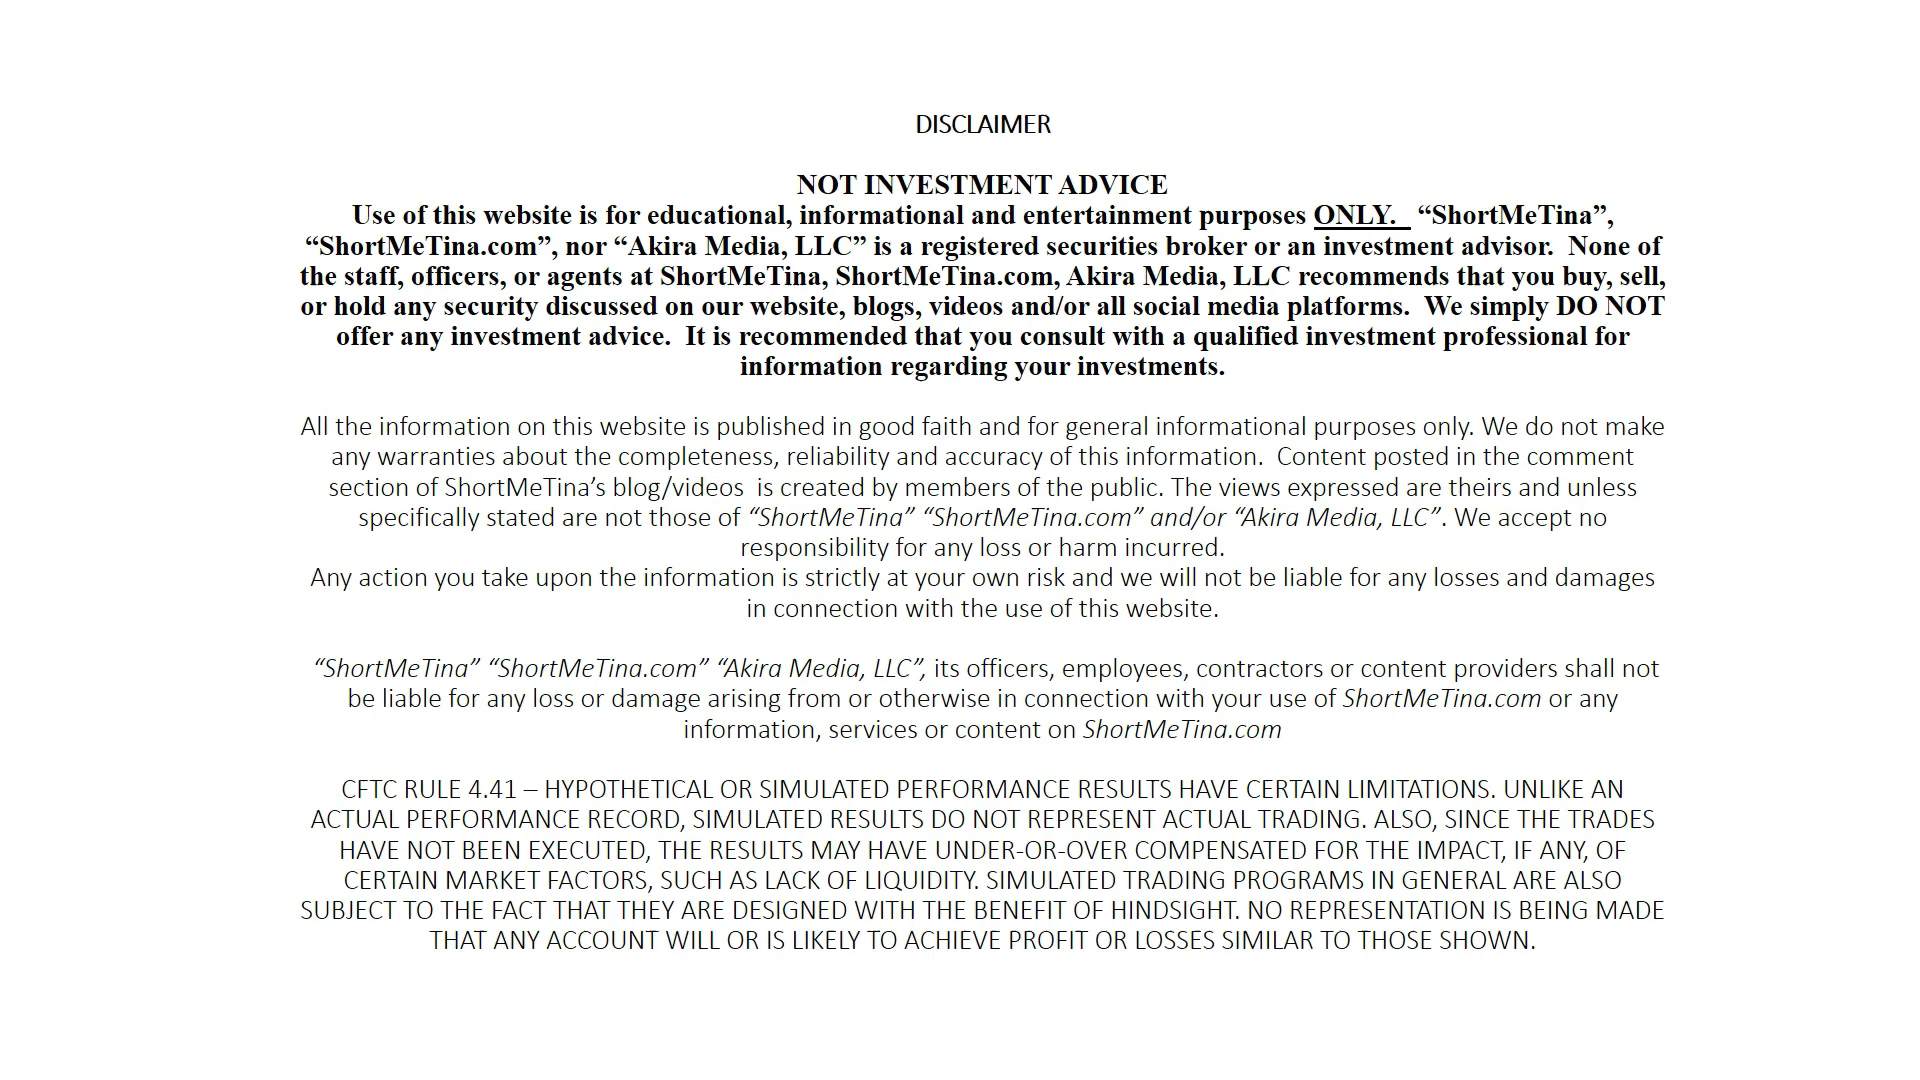 DISCLAIMER
NOT INVESTMENT ADVICE
Use of this website is for educational, informational and entertainment purposes ONLY.   “ShortMeTina”,
“ShortMeTina.com”, nor “Akira Media, LLC” is a registered securities broker or an investment advisor.  None of
the staff, officers, or agents at ShortMeTina, ShortMeTina.com, Akira Media, LLC recommends that you buy, sell,
or hold any security discussed on our website, blogs, videos and/or all social media platforms.  We simply DO NOT
offer any investment advice.  It is recommended that you consult with a qualified investment professional for
information regarding your investments.
All the information on this website is published in good faith and for general informational purposes only. We do not make
any warranties about the completeness, reliability and accuracy of this information.  Content posted in the comment
section of ShortMeTina’s blog/videos  is created by members of the public. The views expressed are theirs and unless
specifically stated are not those of “ShortMeTina” “ShortMeTina.com” and/or “Akira Media, LLC”. We accept no
responsibility for any loss or harm incurred.
Any action you take upon the information is strictly at your own risk and we will not be liable for any losses and damages
in connection with the use of this website.
“ShortMeTina” “ShortMeTina.com” “Akira Media, LLC”, its officers, employees, contractors or content providers shall not
be liable for any loss or damage arising from or otherwise in connection with your use of ShortMeTina.com or any
information, services or content on ShortMeTina.com
CFTC RULE 4.41 – HYPOTHETICAL OR SIMULATED PERFORMANCE RESULTS HAVE CERTAIN LIMITATIONS. UNLIKE AN
ACTUAL PERFORMANCE RECORD, SIMULATED RESULTS DO NOT REPRESENT ACTUAL TRADING. ALSO, SINCE THE TRADES
HAVE NOT BEEN EXECUTED, THE RESULTS MAY HAVE UNDER-OR-OVER COMPENSATED FOR THE IMPACT, IF ANY, OF
CERTAIN MARKET FACTORS, SUCH AS LACK OF LIQUIDITY. SIMULATED TRADING PROGRAMS IN GENERAL ARE ALSO
SUBJECT TO THE FACT THAT THEY ARE DESIGNED WITH THE BENEFIT OF HINDSIGHT. NO REPRESENTATION IS BEING MADE
THAT ANY ACCOUNT WILL OR IS LIKELY TO ACHIEVE PROFIT OR LOSSES SIMILAR TO THOSE SHOWN.